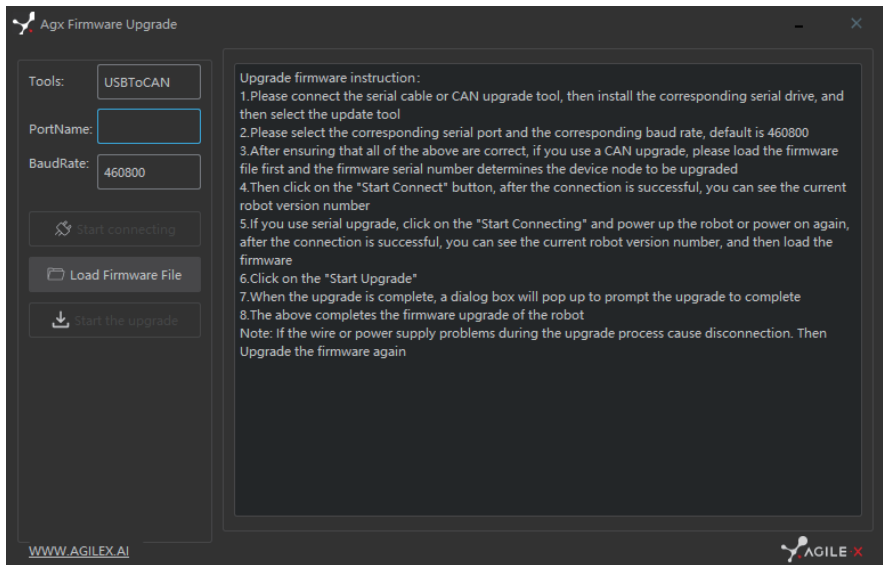 Agx Firmware Upgrade
Tools:
USBToCAN
PortName:
BaudRate:
460800
Start connecting
Load Firmware File
Start the upgrade
Upgrade firmware instruction:
1.Please connect the serial cable or CAN upgrade tool, then install the corresponding serial drive, and
then select the update tool
2.Please select the corresponding serial port and the corresponding baud rate, default is 460800
3.After ensuring that all of the above are correct, if you use a CAN upgrade, please load the firmware
file first and the firmware serial number determines the device node to be upgraded
4.Then click on the "Start Connect" button, after the connection is successful, you can see the current
robot version number
5.If you use serial upgrade, click on the "Start Connecting" and power up the robot or power on again,
after the connection is successful, you can see the current robot version number, and then load the
firmware
6.Click on the "Start Upgrade"
7.When the upgrade is complete, a dialog box will pop up to prompt the upgrade to complete
8.The above completes the firmware upgrade of the robot
Note: If the wire or power supply problems during the upgrade process cause disconnection. Then
Upgrade the firmware again
WWW.AGILEX.AI
AGILE X